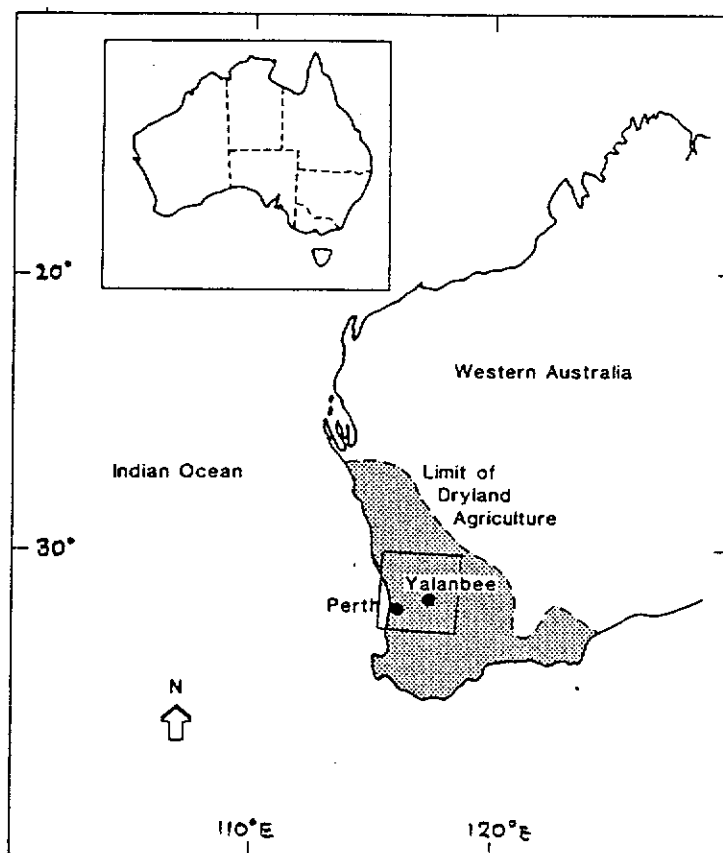 20°
Western Australia
Indian Ocean
Limit of
Dryland
Agriculture
30°
Yalanbee
Perth
N
110°E
120°E